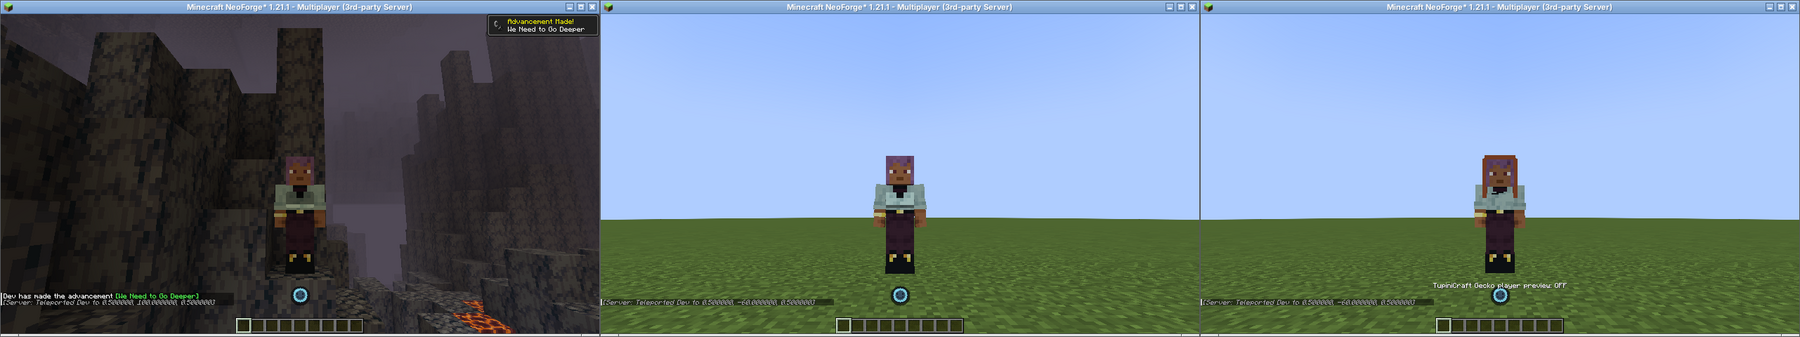 Minecraft NeoForge* 1.21.1 - Multiplayer (3rd-party Server)
Advancement Made!
We Need to Go Deeper
Dev has made the advancement [We Need to Go Deeper]
[Server: Teleported Dev to 0.500000, 100.000000, 0.500000]
Minecraft NeoForge* 1.21.1 - Multiplayer (3rd-party Server)
[Server: Teleported Dev to 0.500000, -60.000000, 0.500000]
Minecraft NeoForge* 1.21.1 - Multiplayer (3rd-party Server)
TupiniCraft Gecko player preview: OFF
[Server: Teleported Dev to 0.500000, -60.000000, 0.500000]